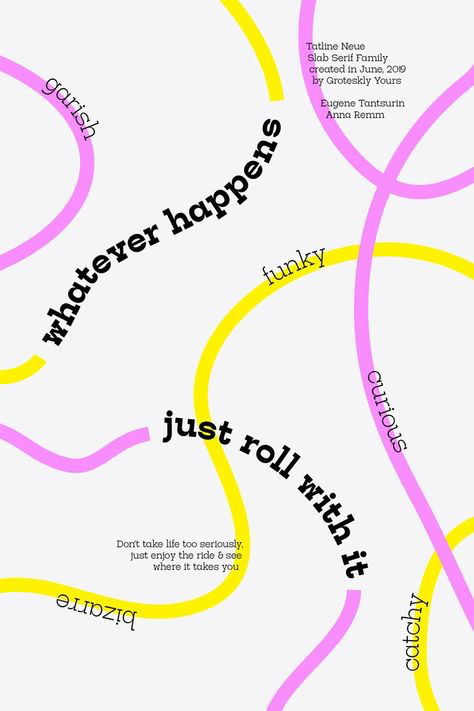 Tatline Neue
Slab Serif Family
created in June, 2019
by Groteskly Yours
Eugene Tantsurin
Anna Remm
garish
whatever happens
funky
curious
just roll with it
Don't take life too seriously,
just enjoy the ride & see
where it takes you
bizarre
catchy